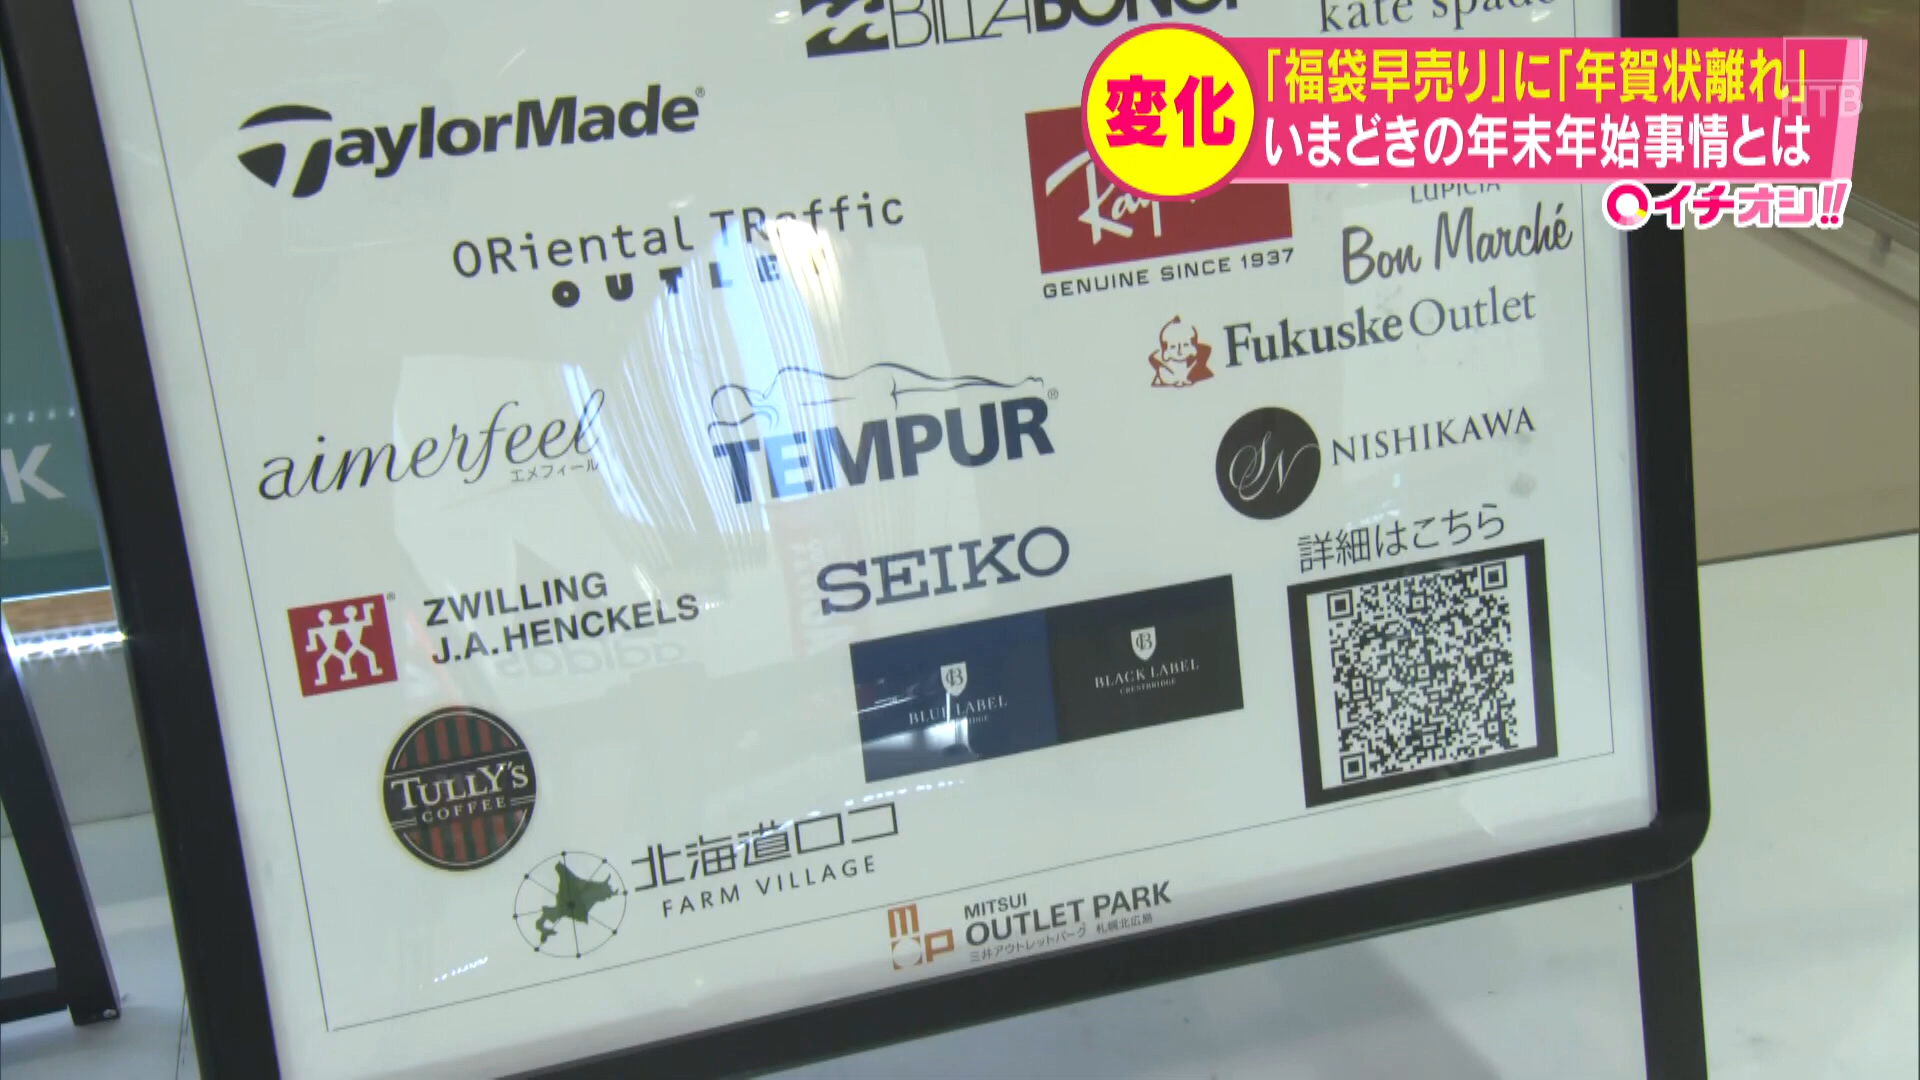 BILLABONG
kate spade
変化
「福袋早売り」に「年賀状離れ」
いまどきの年末年始事情とは
HTB
イチオシ!!
TaylorMade
ORiental TRaffic
OUTLE
Ray
GENUINE SINCE 1937
LUPICIA
Bon Marché
Fukuske Outlet
aimerfeel
エメフィール
TEMPUR
SN NISHIKAWA
SEIKO
詳細はこちら
ZWILLING
J.A.HENCKELS
BLUE LABEL
BLACK LABEL
CRESTBRIDGE
TULLY'S
COFFEE
北海道ロコ
FARM VILLAGE
MOP
MITSUI
OUTLET PARK
三井アウトレットパーク 札幌北広島
K